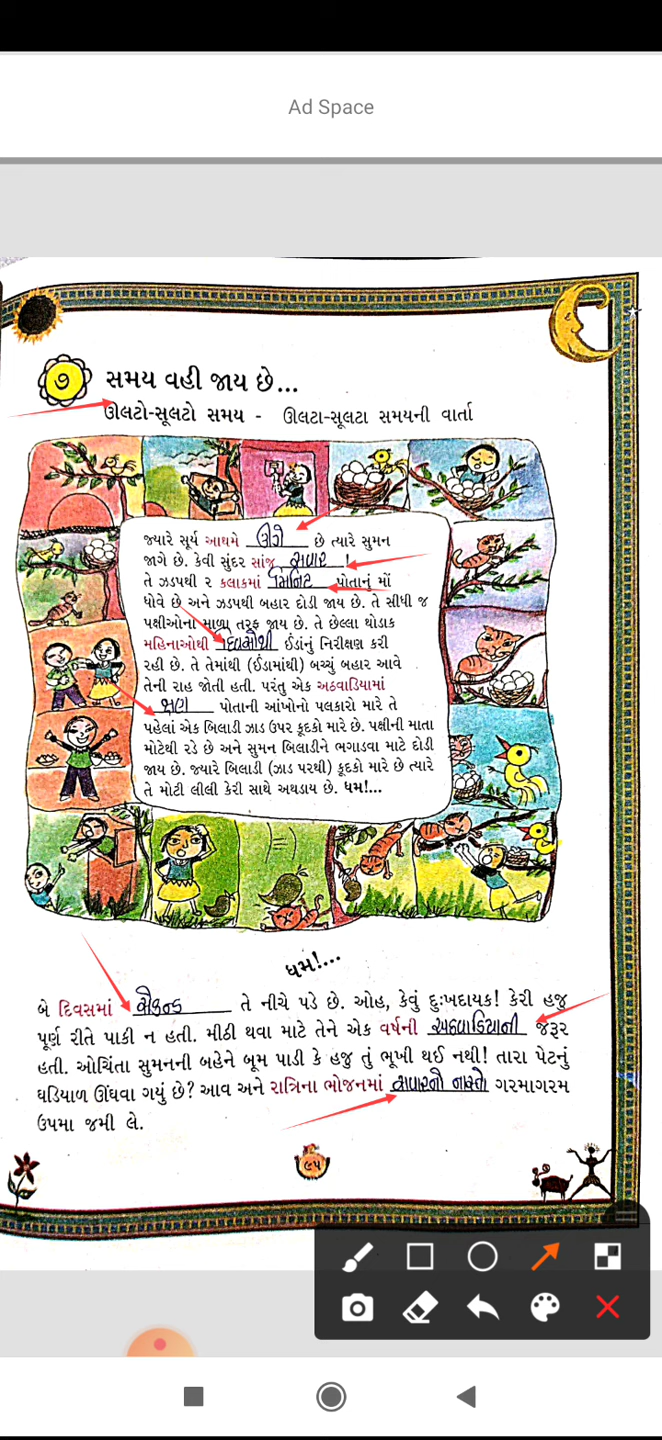 Ad Space
૭ સમય વહી જાય છે...
ઊલટો-સૂલટો સમય - ઊલટા-સૂલટા સમયની વાર્તા
જ્યારે સૂર્ય આથમે ઊગે છે ત્યારે સુમન
જાગે છે. કેવી સુંદર સાંજ સવાર !
તે ઝડપથી ૨ કલાકમાં મિનિટ પોતાનું મોં
ધોવે છે અને ઝડપથી બહાર દોડી જાય છે. તે સીધી જ
પક્ષીઓના માળા તરફ જાય છે. તે છેલ્લા થોડાક
મહિનાઓથી દિવસોથી ઈંડાંનું નિરીક્ષણ કરી
રહી છે. તે તેમાંથી (ઈંડામાંથી) બચ્ચું બહાર આવે
તેની રાહ જોતી હતી. પરંતુ એક અઠવાડિયામાં
ક્ષણ પોતાની આંખોનો પલકારો મારે તે
પહેલાં એક બિલાડી ઝાડ ઉપર કૂદકો મારે છે. પક્ષીની માતા
મોટેથી રડે છે અને સુમન બિલાડીને ભગાડવા માટે દોડી
જાય છે. જ્યારે બિલાડી (ઝાડ પરથી) કૂદકો મારે છે ત્યારે
તે મોટી લીલી કેરી સાથે અથડાય છે. ધમ!...
ધમ!...
બે દિવસમાં સેકન્ડ તે નીચે પડે છે. ઓહ, કેવું દુઃખદાયક! કેરી હજુ
પૂર્ણ રીતે પાકી ન હતી. મીઠી થવા માટે તેને એક વર્ષની અઠવાડિયાની જરૂર
હતી. ઓચિંતા સુમનની બહેને બૂમ પાડી કે હજુ તું ભૂખી થઈ નથી! તારા પેટનું
ઘડિયાળ ઊંઘવા ગયું છે? આવ અને રાત્રિના ભોજનમાં સવારનો નાસ્તો ગરમાગરમ
ઉપમા જમી લે.
૯૫